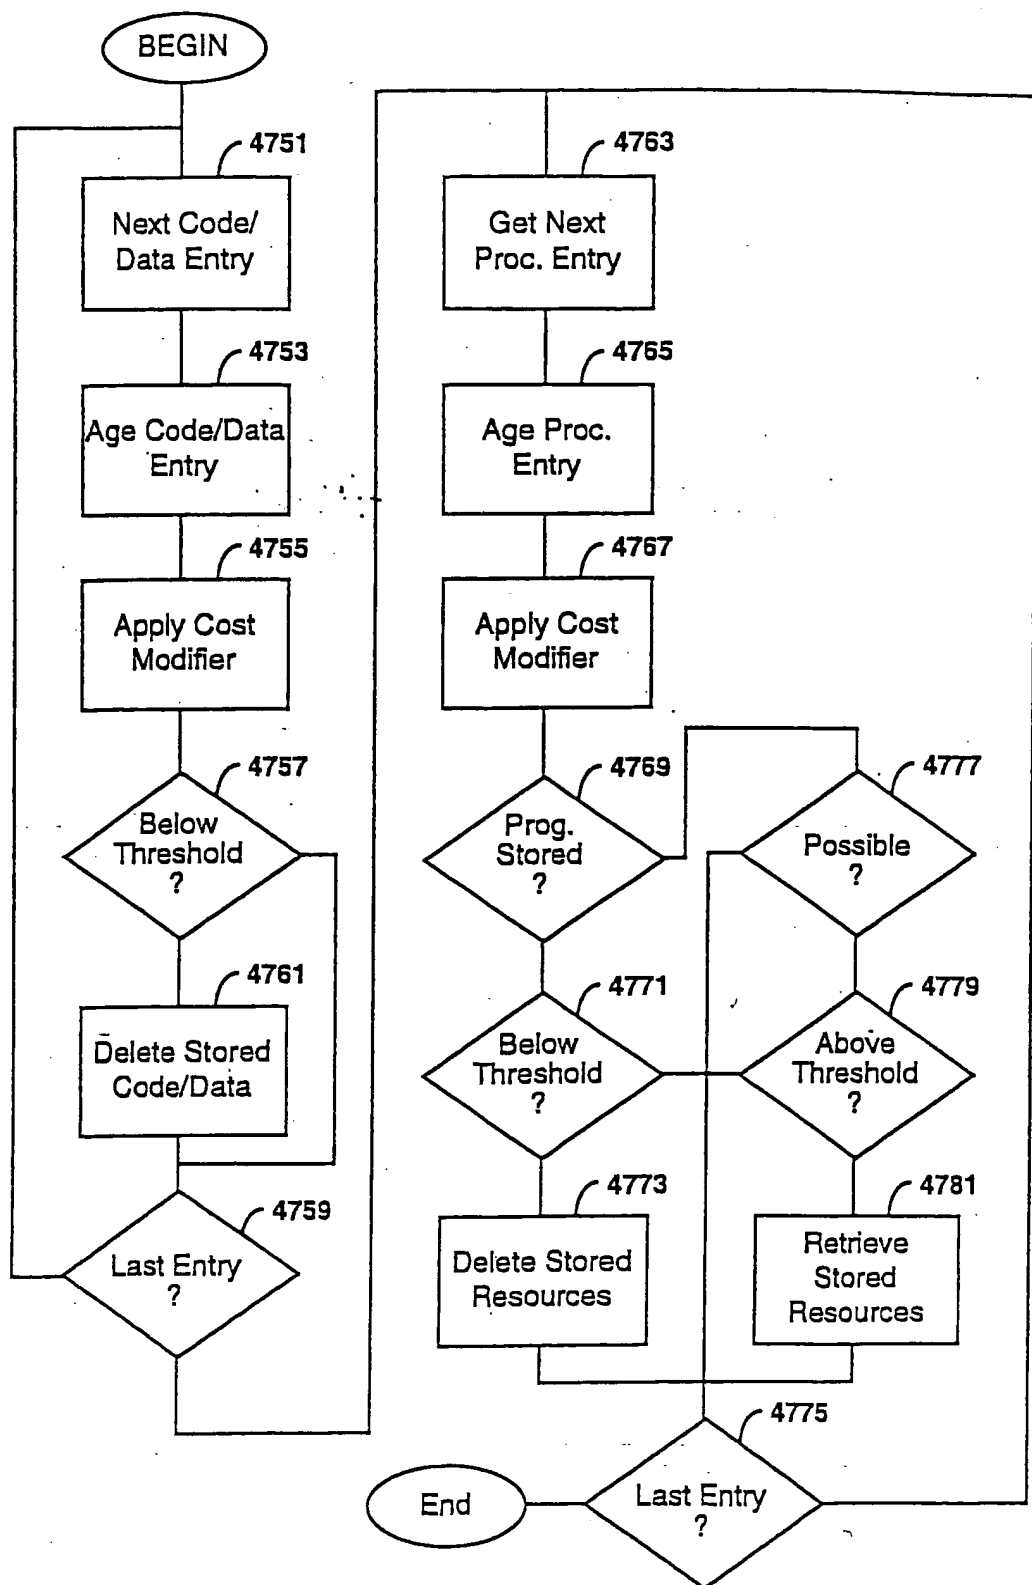 BEGIN
4751
Next Code/
Data Entry
4753
Age Code/Data
Entry
4755
Apply Cost
Modifier
4757
Below
Threshold
?
4761
Delete Stored
Code/Data
4759
Last Entry
?
4763
Get Next
Proc. Entry
4765
Age Proc.
Entry
4767
Apply Cost
Modifier
4769
Prog.
Stored
?
4777
Possible
?
4771
Below
Threshold
?
4779
Above
Threshold
?
4773
Delete Stored
Resources
4781
Retrieve
Stored
Resources
4775
Last Entry
?
End